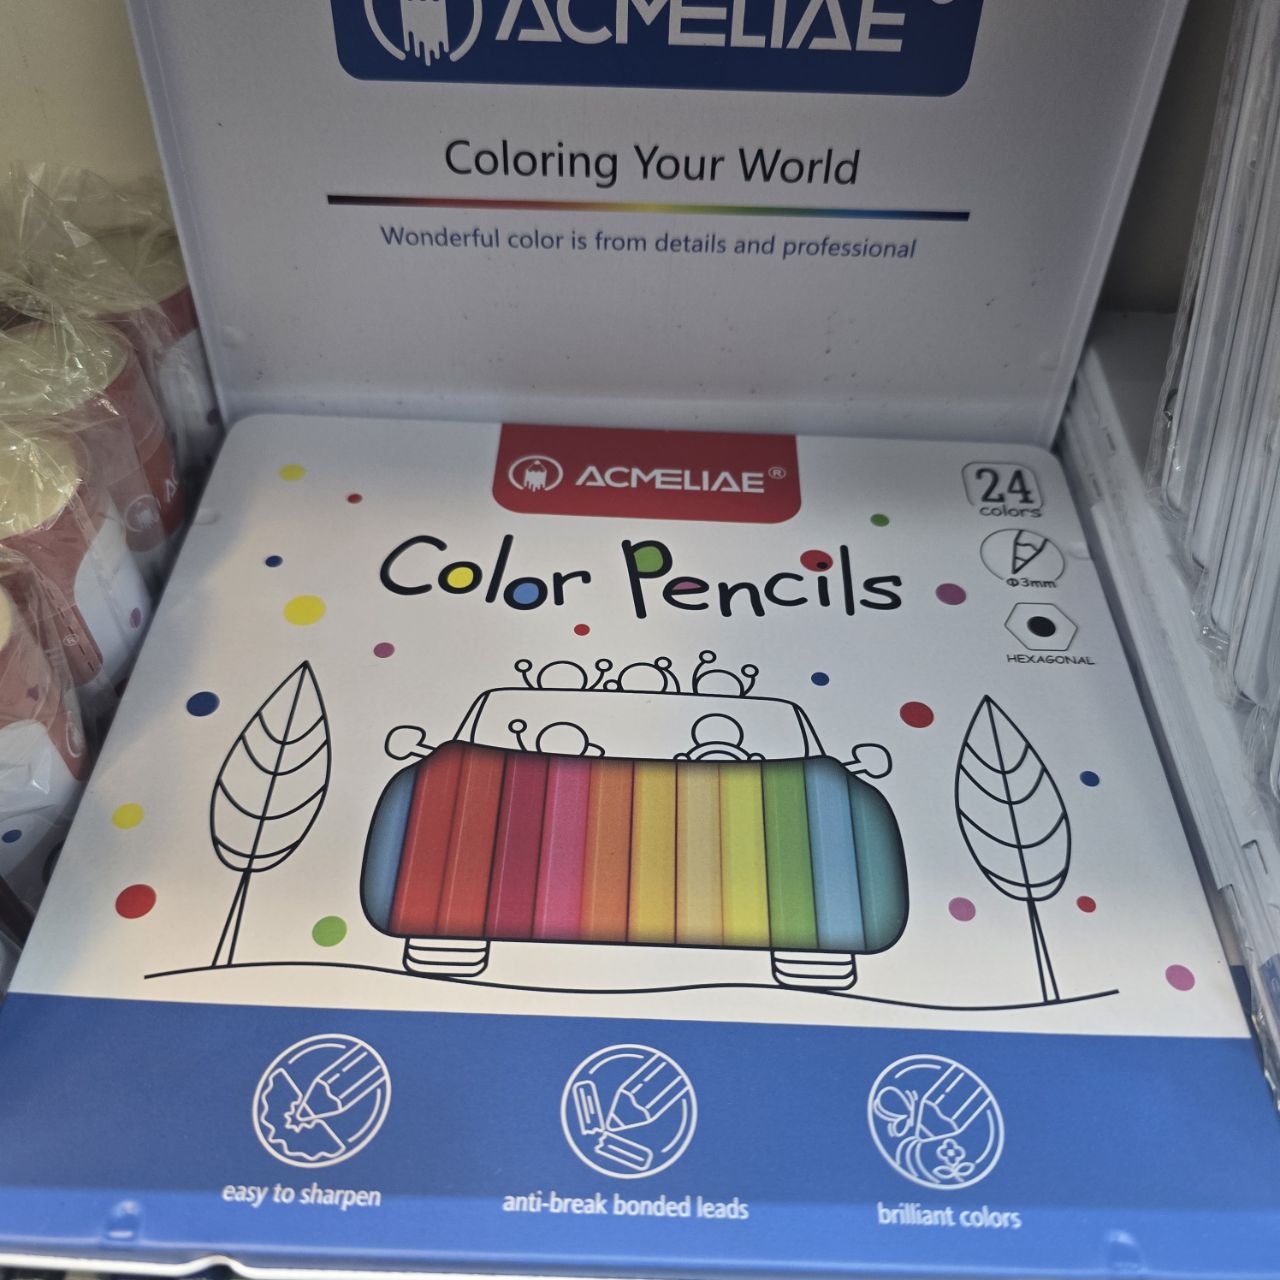 ACMELIAE
Coloring Your World
Wonderful color is from details and professional
ACMELIAE®
24
colors
Color Pencils
Φ3mm
HEXAGONAL
easy to sharpen
anti-break bonded leads
brilliant colors